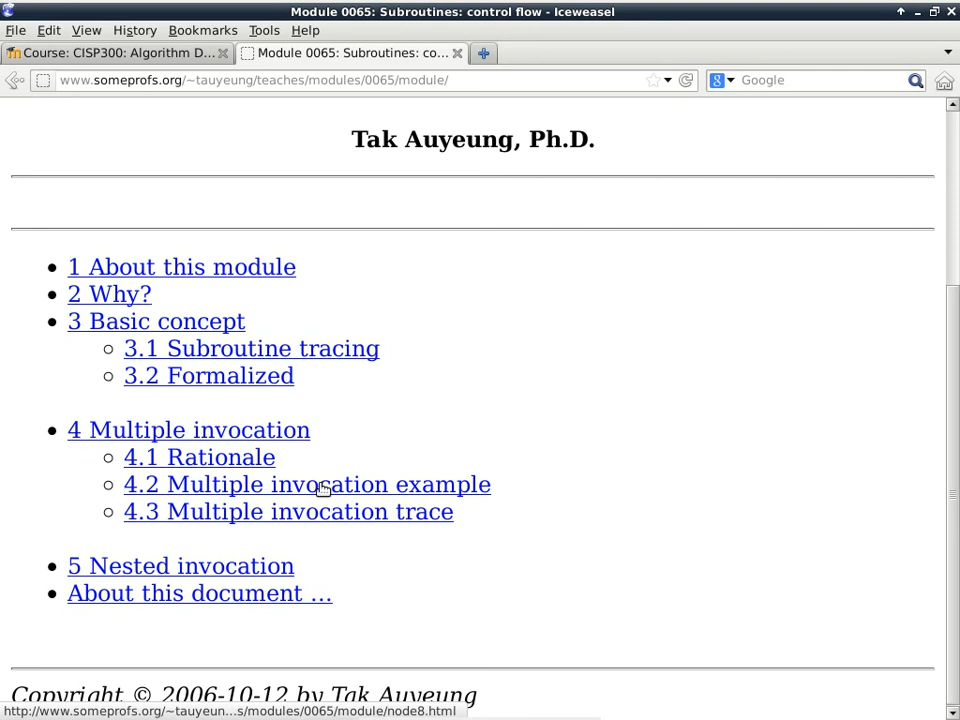 Module 0065: Subroutines: control flow - Iceweasel
File Edit View History Bookmarks Tools Help
Course: CISP300: Algorithm D... Module 0065: Subroutines: co...
www.someprofs.org/~tauyeung/teaches/modules/0065/module/ 8 Google
Tak Auyeung, Ph.D.
1 About this module
2 Why?
3 Basic concept
3.1 Subroutine tracing
3.2 Formalized
4 Multiple invocation
4.1 Rationale
4.2 Multiple invocation example
4.3 Multiple invocation trace
5 Nested invocation
About this document ...
Copyright © 2006-10-12 by Tak Auyeung
http://www.someprofs.org/~tauyeun...s/modules/0065/module/node8.html